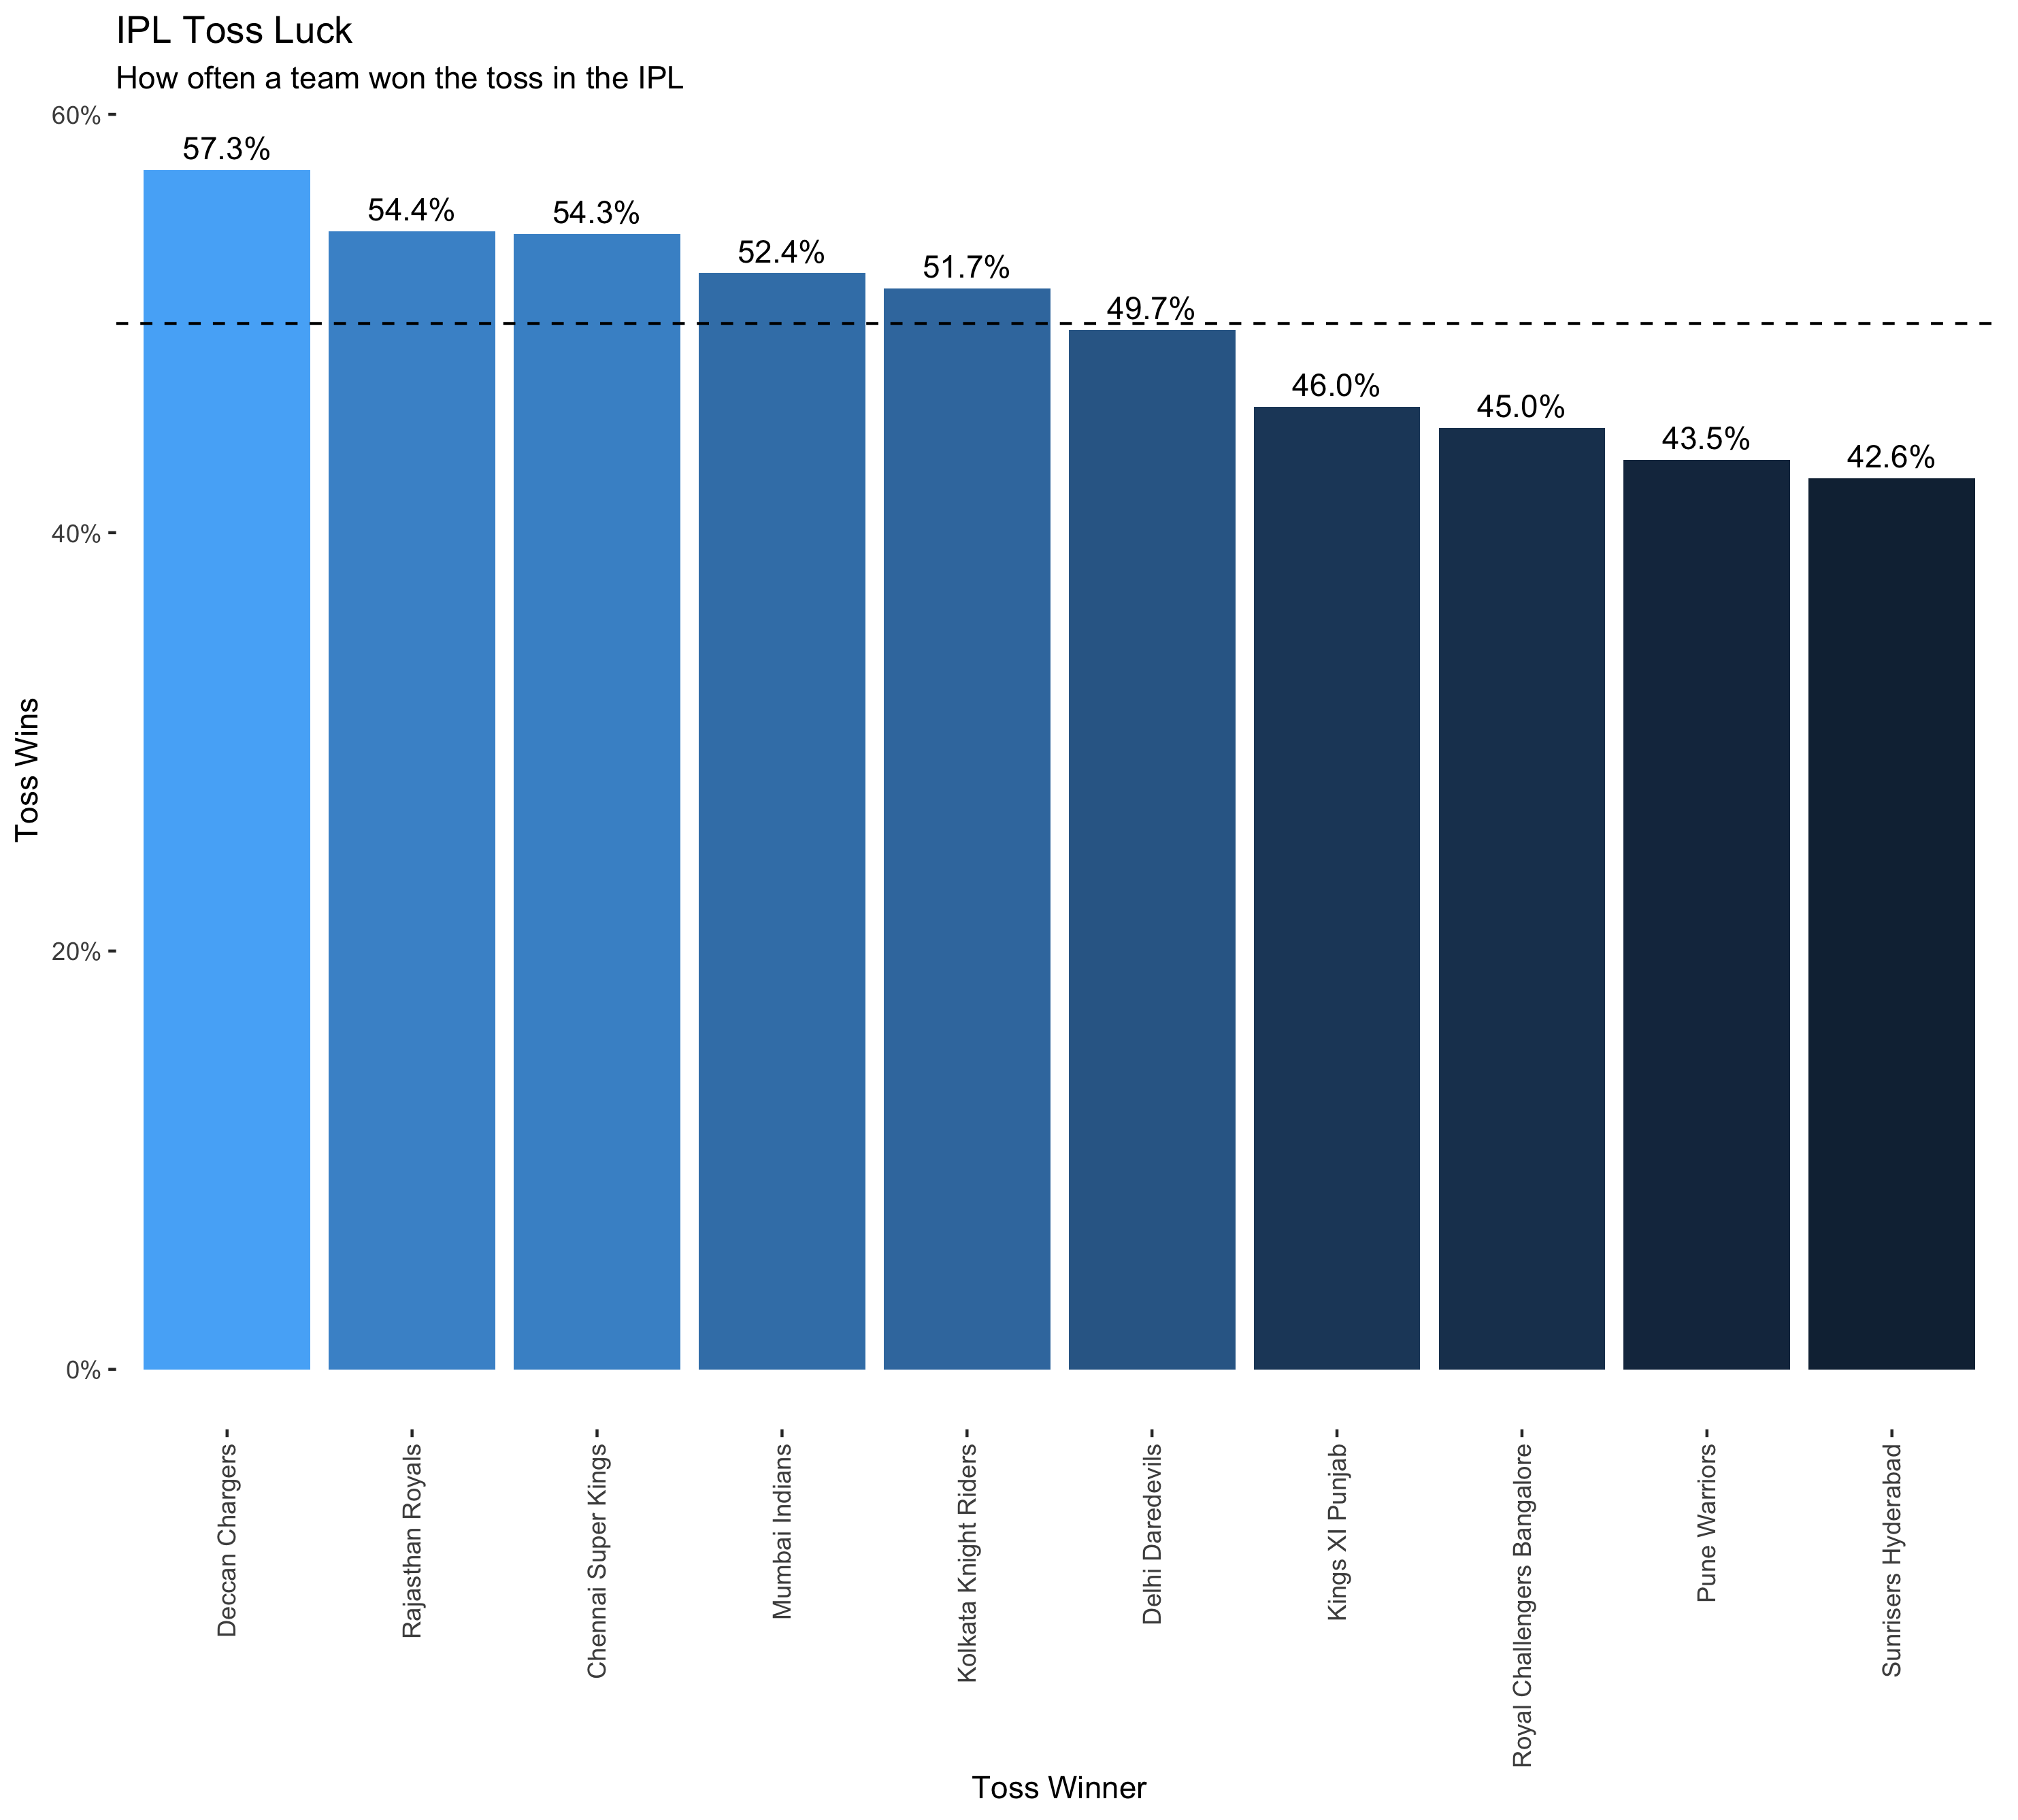 IPL Toss Luck
How often a team won the toss in the IPL
60%
40%
20%
0%
Toss Wins
57.3%
54.4%
54.3%
52.4%
51.7%
49.7%
46.0%
45.0%
43.5%
42.6%
Deccan Chargers
Rajasthan Royals
Chennai Super Kings
Mumbai Indians
Kolkata Knight Riders
Delhi Daredevils
Kings XI Punjab
Royal Challengers Bangalore
Pune Warriors
Sunrisers Hyderabad
Toss Winner